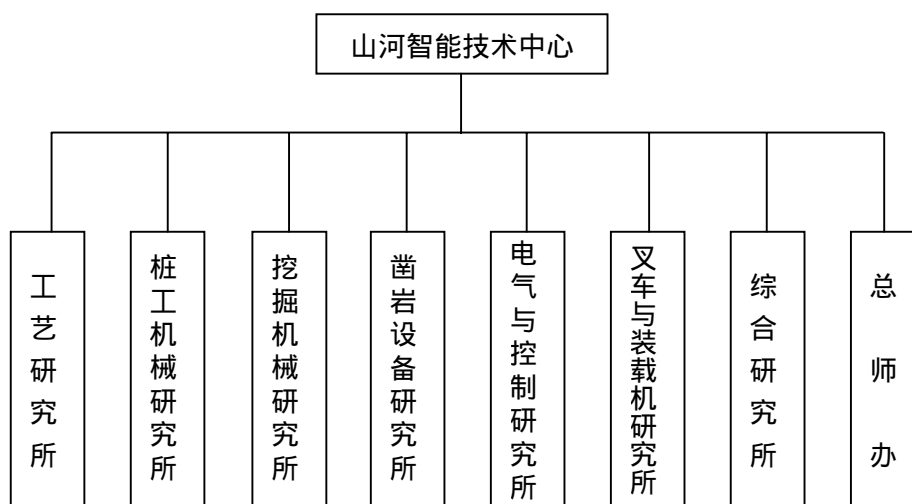 山河智能技术中心
工艺研究所
桩工机械研究所
挖掘机械研究所
凿岩设备研究所
电气与控制研究所
叉车与装载机研究所
综合研究所
总师办